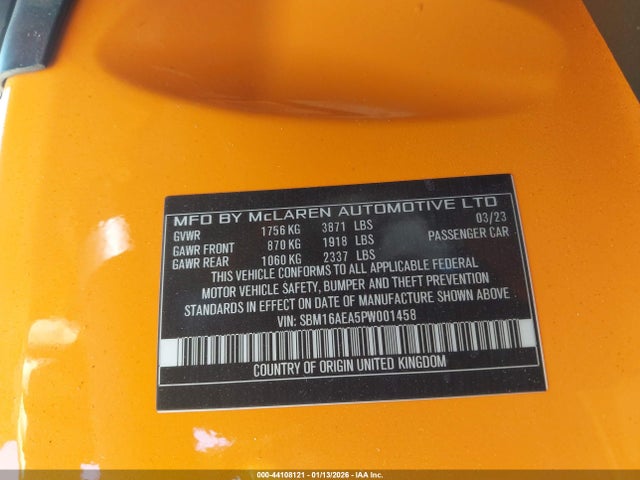 MFD BY McLAREN AUTOMOTIVE LTD
GVWR 1756 KG 3871 LBS 03/23
GAWR FRONT 870 KG 1918 LBS PASSENGER CAR
GAWR REAR 1060 KG 2337 LBS
THIS VEHICLE CONFORMS TO ALL APPLICABLE FEDERAL
MOTOR VEHICLE SAFETY, BUMPER AND THEFT PREVENTION
STANDARDS IN EFFECT ON DATE OF MANUFACTURE SHOWN ABOVE.
VIN: SBM16AEA5PW001458
COUNTRY OF ORIGIN UNITED KINGDOM
000-44108121 - 01/13/2026 - IAA Inc.